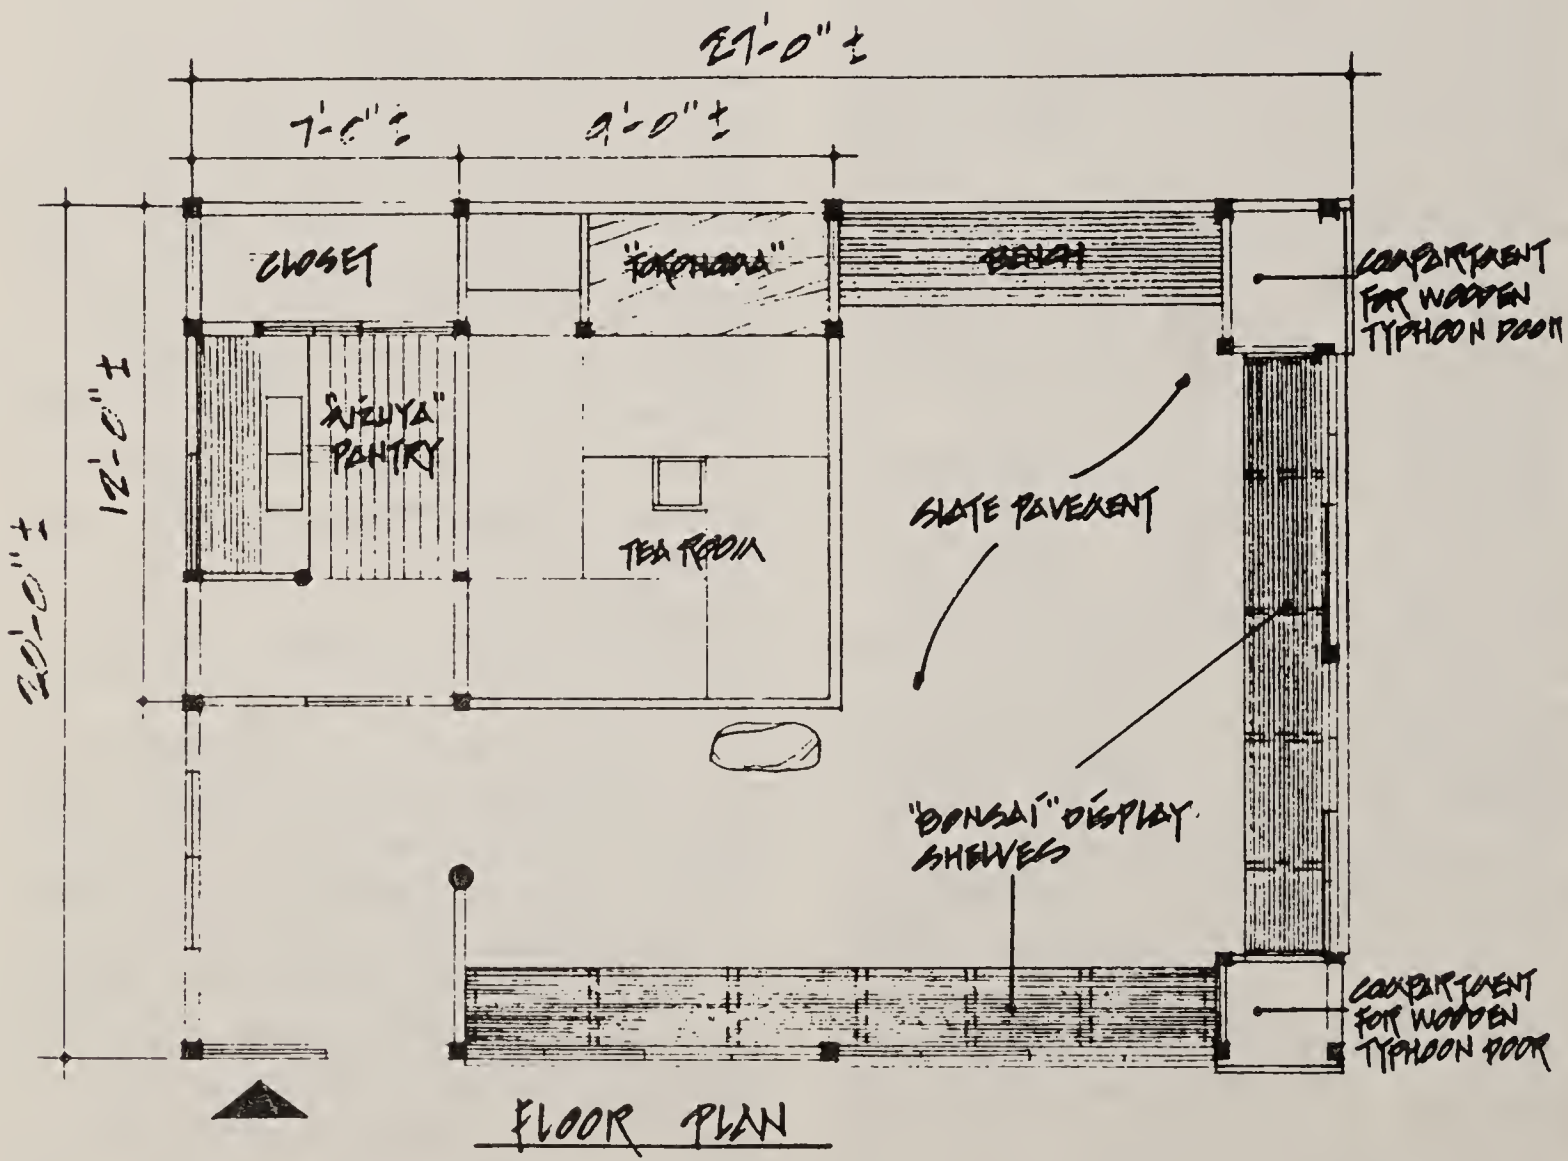 27'-0" ±
7'-6" ±
9'-0" ±
20'-0" ±
12'-0" ±
CLOSET
"TOKONOMA"
BENCH
COMPARTMENT
FOR WOODEN
TYPHOON DOOR
"MIZUYA"
PANTRY
TEA ROOM
SLATE PAVEMENT
"BONSAI" DISPLAY
SHELVES
COMPARTMENT
FOR WOODEN
TYPHOON DOOR
FLOOR PLAN